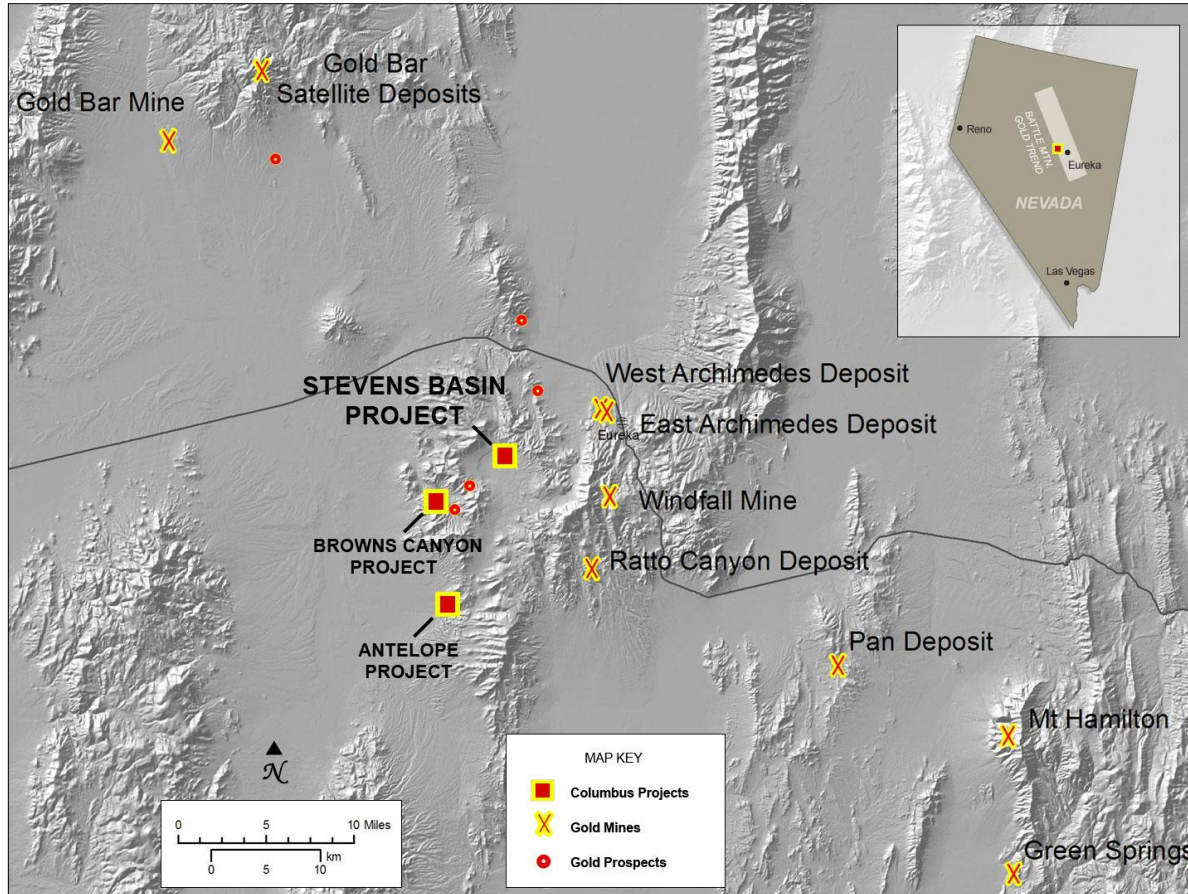 Gold Bar
Satellite Deposits
Gold Bar Mine
Reno
BATTLE MTN.
GOLD TREND
Eureka
NEVADA
Las Vegas
STEVENS BASIN
PROJECT
West Archimedes Deposit
East Archimedes Deposit
Eureka
Windfall Mine
BROWNS CANYON
PROJECT
Ratto Canyon Deposit
ANTELOPE
PROJECT
Pan Deposit
Mt Hamilton
Green Springs
N
0 5 10 Miles
0 5 10
km
MAP KEY
Columbus Projects
Gold Mines
Gold Prospects